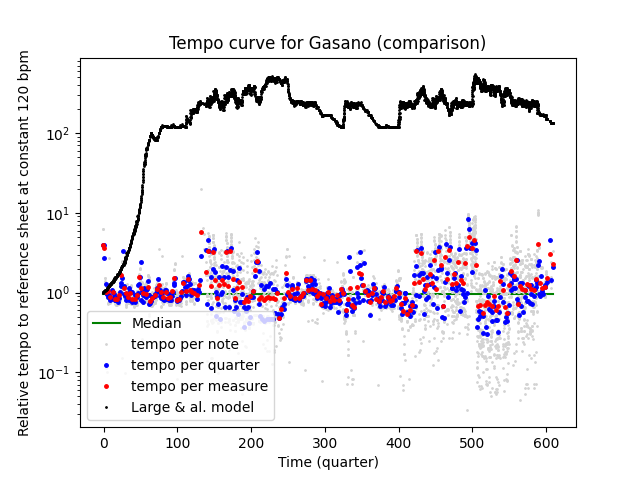 Tempo curve for Gasano (comparison)
Relative tempo to reference sheet at constant 120 bpm
10²
10¹
10⁰
10⁻¹
Median
tempo per note
tempo per quarter
tempo per measure
Large & al. model
0 100 200 300 400 500 600
Time (quarter)